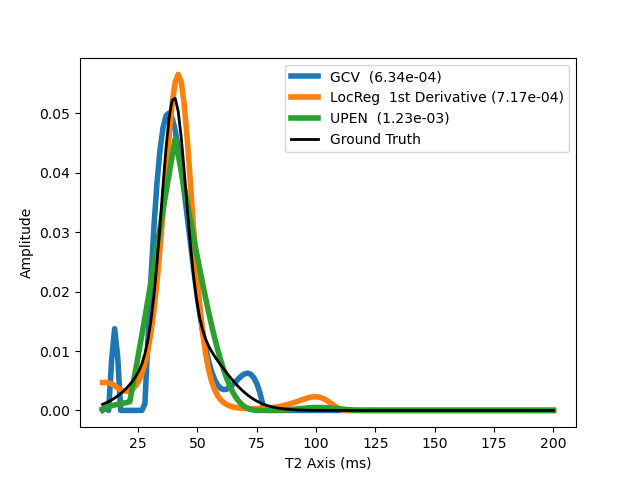 GCV  (6.34e-04)
LocReg  1st Derivative (7.17e-04)
UPEN  (1.23e-03)
Ground Truth
Amplitude
0.05
0.04
0.03
0.02
0.01
0.00
25 50 75 100 125 150 175 200
T2 Axis (ms)